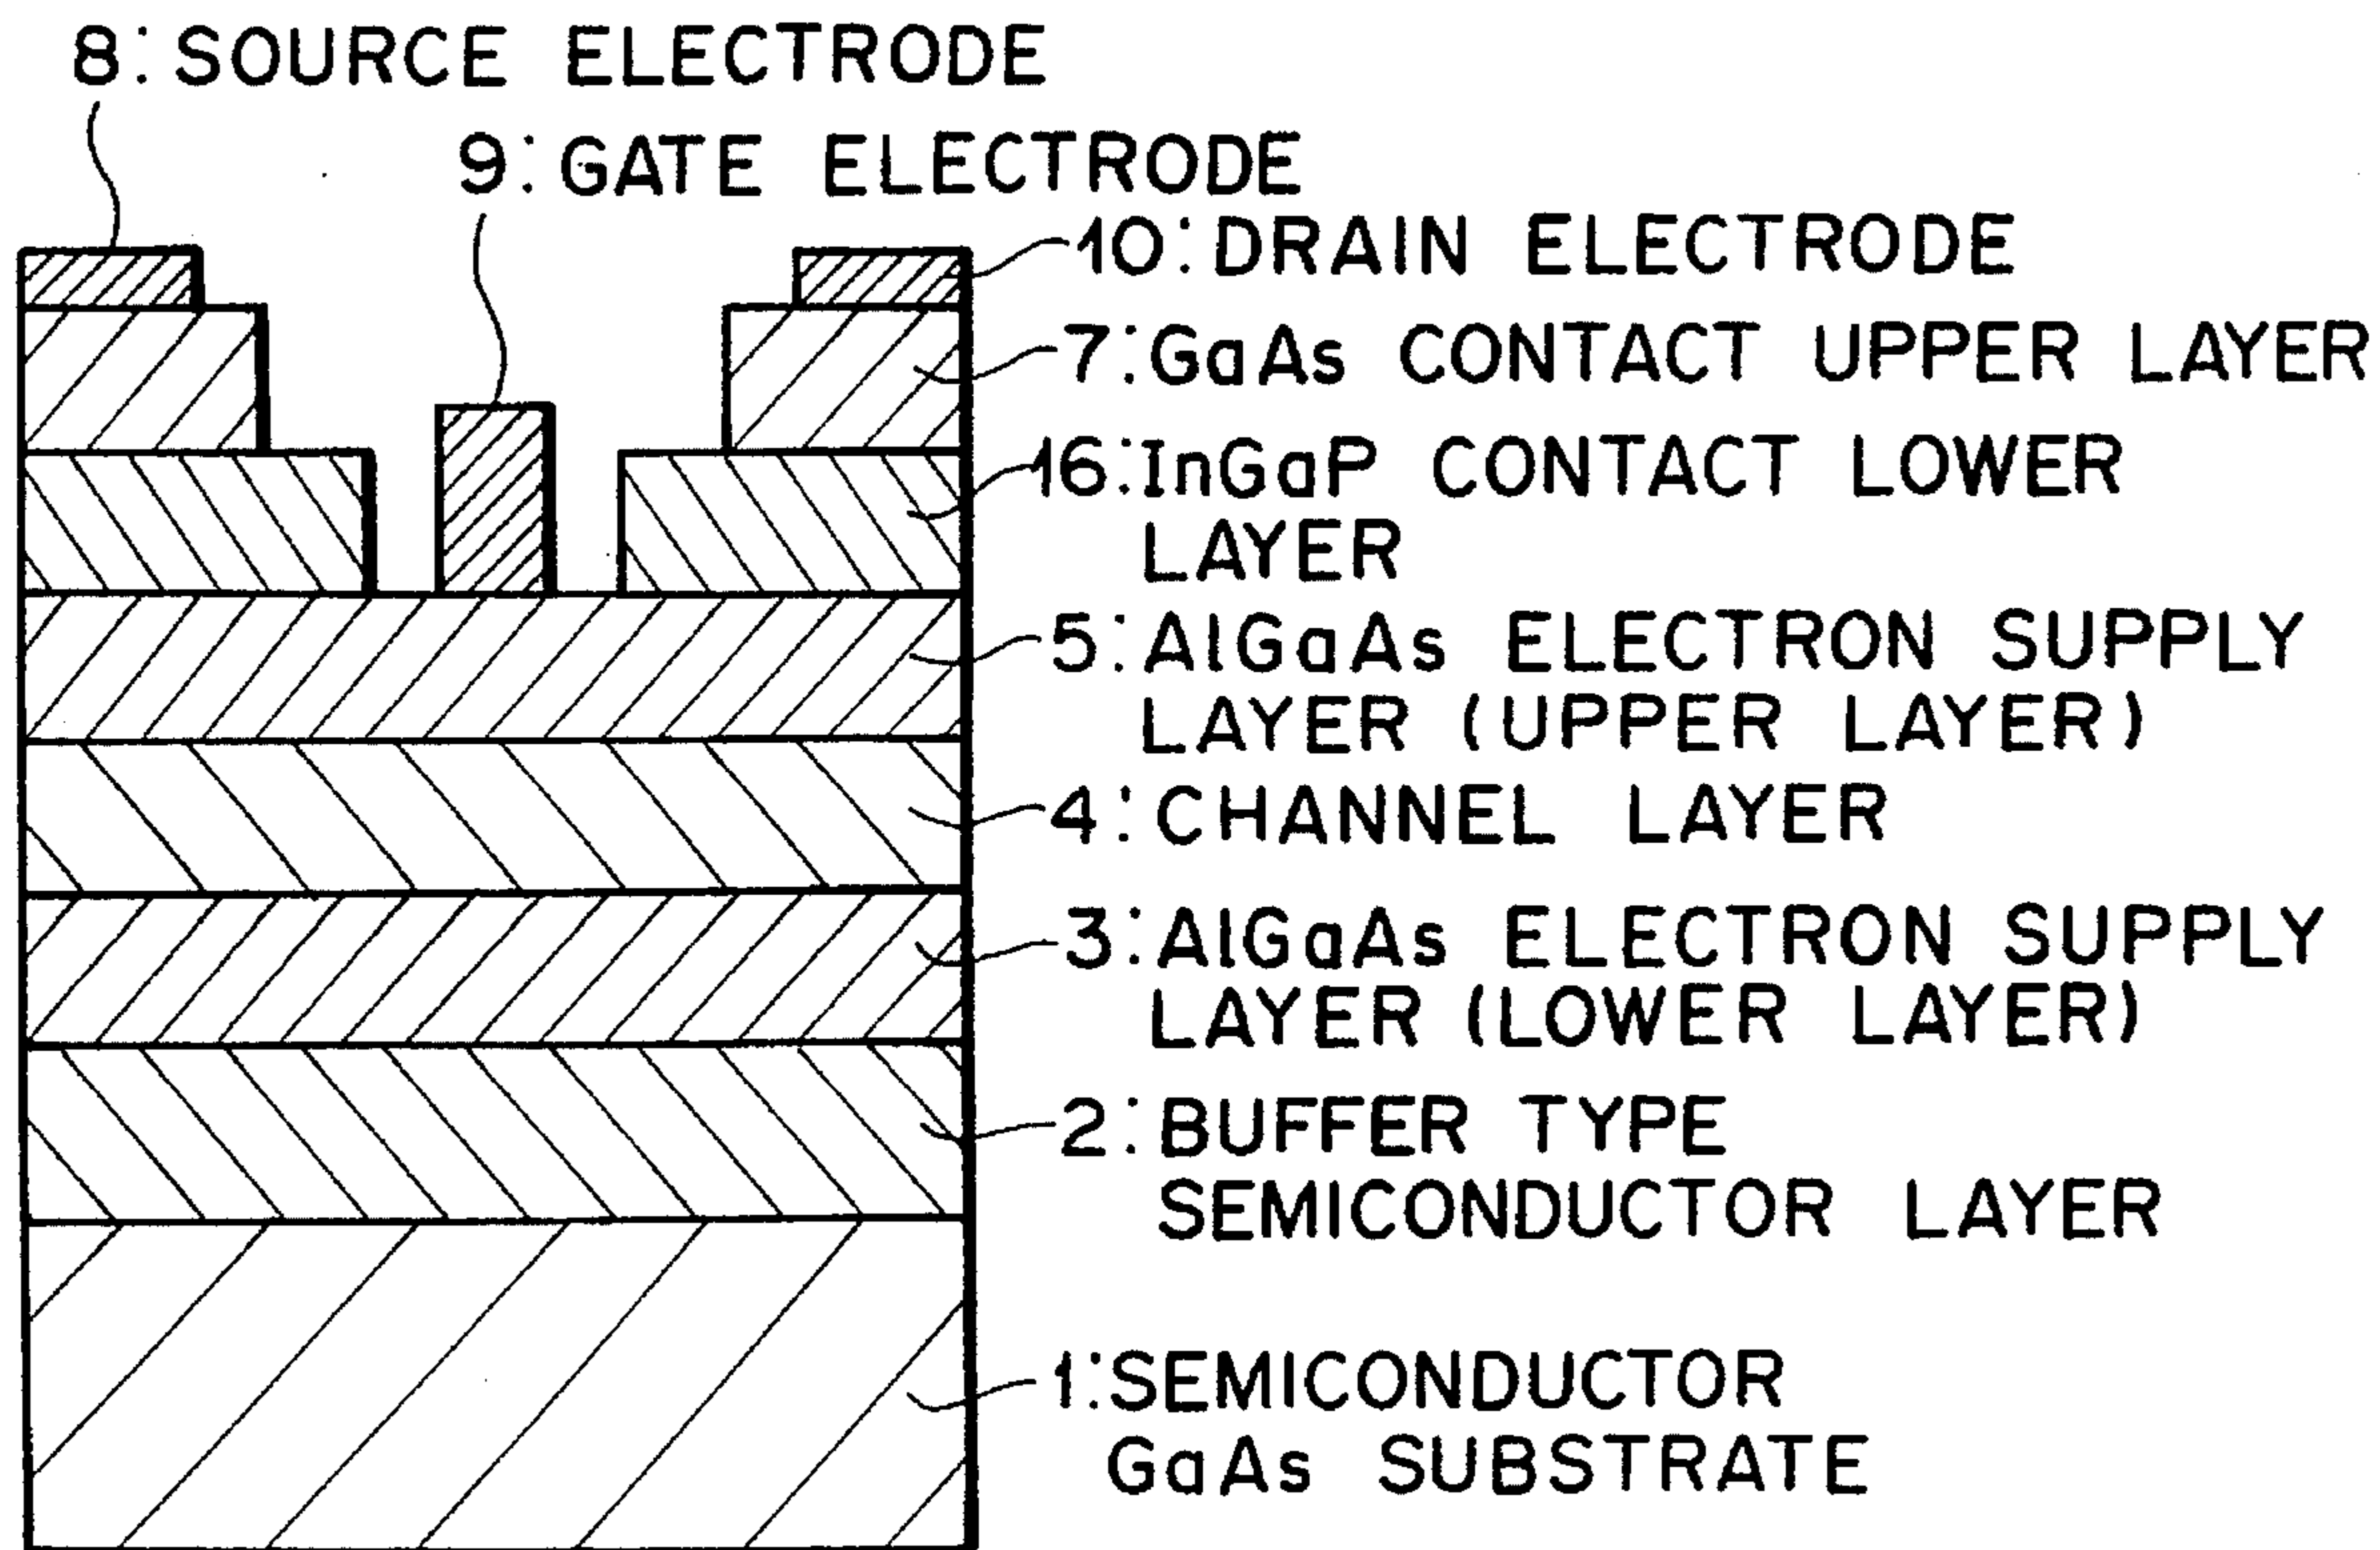 8: SOURCE ELECTRODE
9: GATE ELECTRODE
10: DRAIN ELECTRODE
7: GaAs CONTACT UPPER LAYER
16: InGaP CONTACT LOWER
LAYER
5: AlGaAs ELECTRON SUPPLY
LAYER (UPPER LAYER)
4: CHANNEL LAYER
3: AlGaAs ELECTRON SUPPLY
LAYER (LOWER LAYER)
2: BUFFER TYPE
SEMICONDUCTOR LAYER
1: SEMICONDUCTOR
GaAs SUBSTRATE